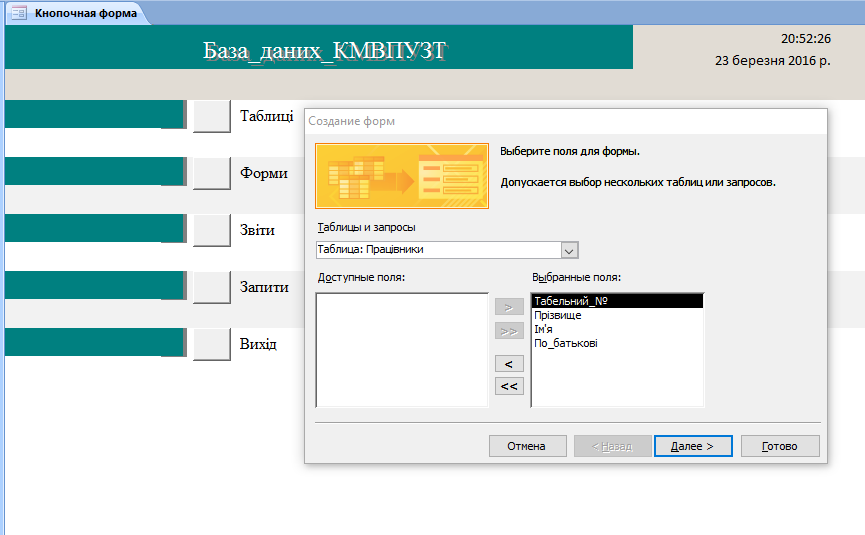 Кнопочная форма
База_даних_КМВПУЗТ
20:52:26
23 березня 2016 р.
Таблиці
Форми
Звіти
Запити
Вихід
Создание форм
Выберите поля для формы.
Допускается выбор нескольких таблиц или запросов.
Таблицы и запросы
Таблица: Працівники
Доступные поля:
Выбранные поля:
>
>>
<
<<
Табельний_№
Прізвище
Ім'я
По_батькові
Отмена
< Назад
Далее >
Готово